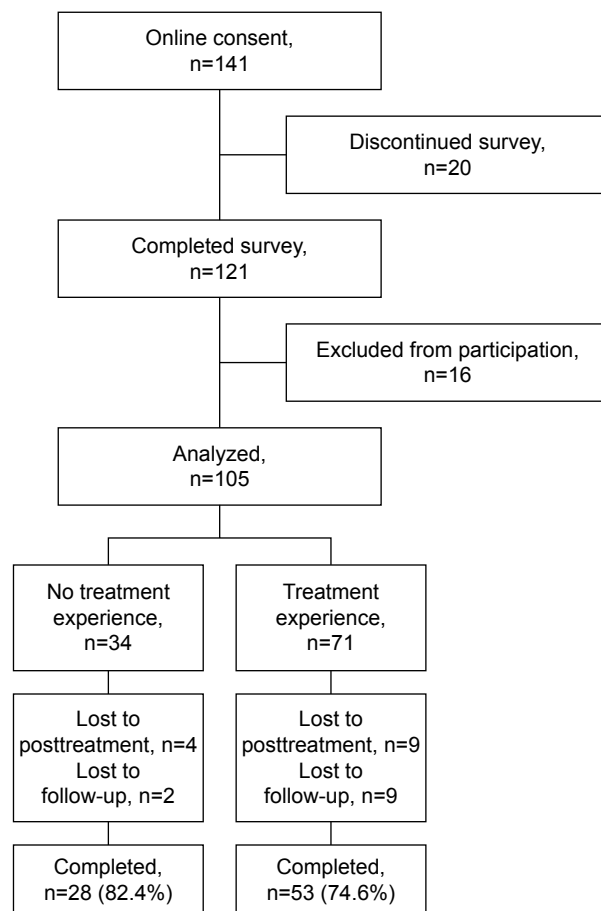 Online consent,
n=141
Discontinued survey,
n=20
Completed survey,
n=121
Excluded from participation,
n=16
Analyzed,
n=105
No treatment
experience,
n=34
Treatment
experience,
n=71
Lost to
posttreatment, n=4
Lost to
follow-up, n=2
Lost to
posttreatment, n=9
Lost to
follow-up, n=9
Completed,
n=28 (82.4%)
Completed,
n=53 (74.6%)